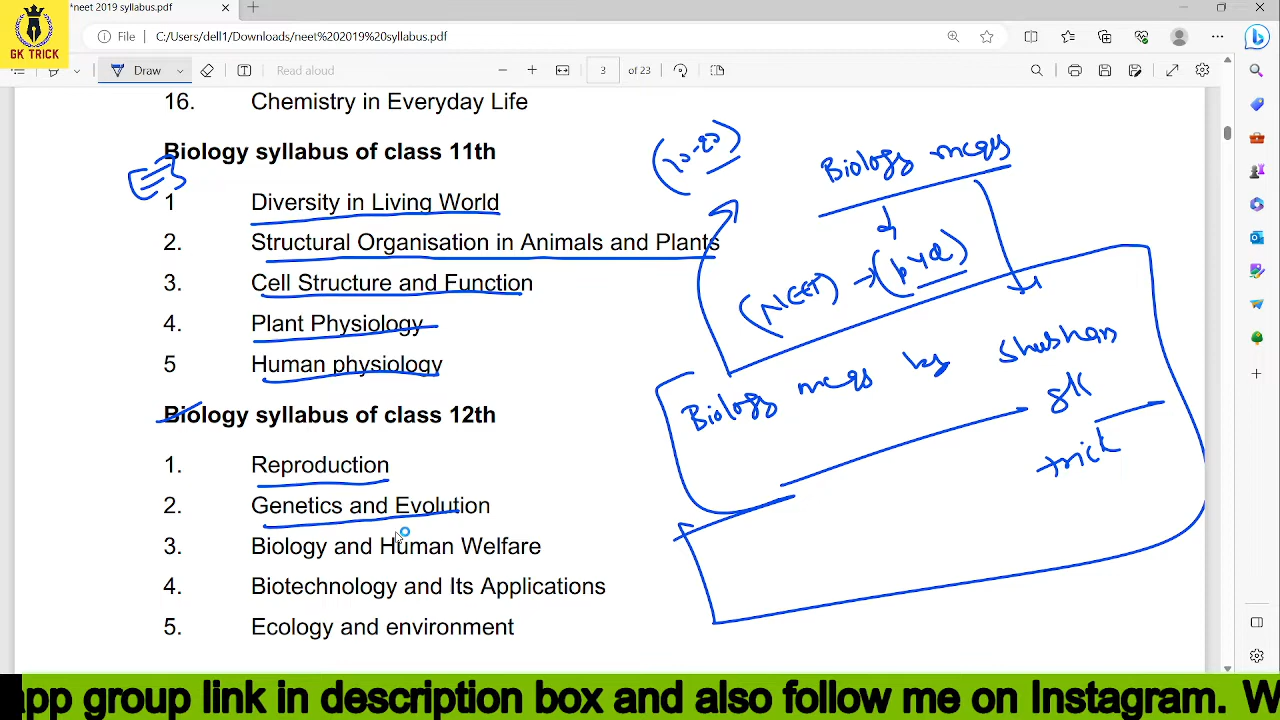 *neet 2019 syllabus.pdf
File C:/Users/dell1/Downloads/neet%202019%20syllabus.pdf
GK TRICK
Draw Read aloud 3 of 23
16. Chemistry in Everyday Life
Biology syllabus of class 11th
1 Diversity in Living World
2. Structural Organisation in Animals and Plants
3. Cell Structure and Function
4. Plant Physiology
5 Human physiology
Biology syllabus of class 12th
1. Reproduction
2. Genetics and Evolution
3. Biology and Human Welfare
4. Biotechnology and Its Applications
5. Ecology and environment
Biology mcqs
(NEET) → (PYQ)
Biology mcqs by Shubham
gk
trick
app group link in description box and also follow me on Instagram. W